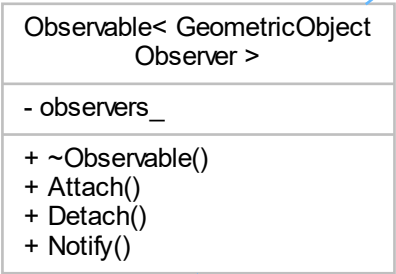 Observable< GeometricObject
Observer >
- observers_
+ ~Observable()
+ Attach()
+ Detach()
+ Notify()